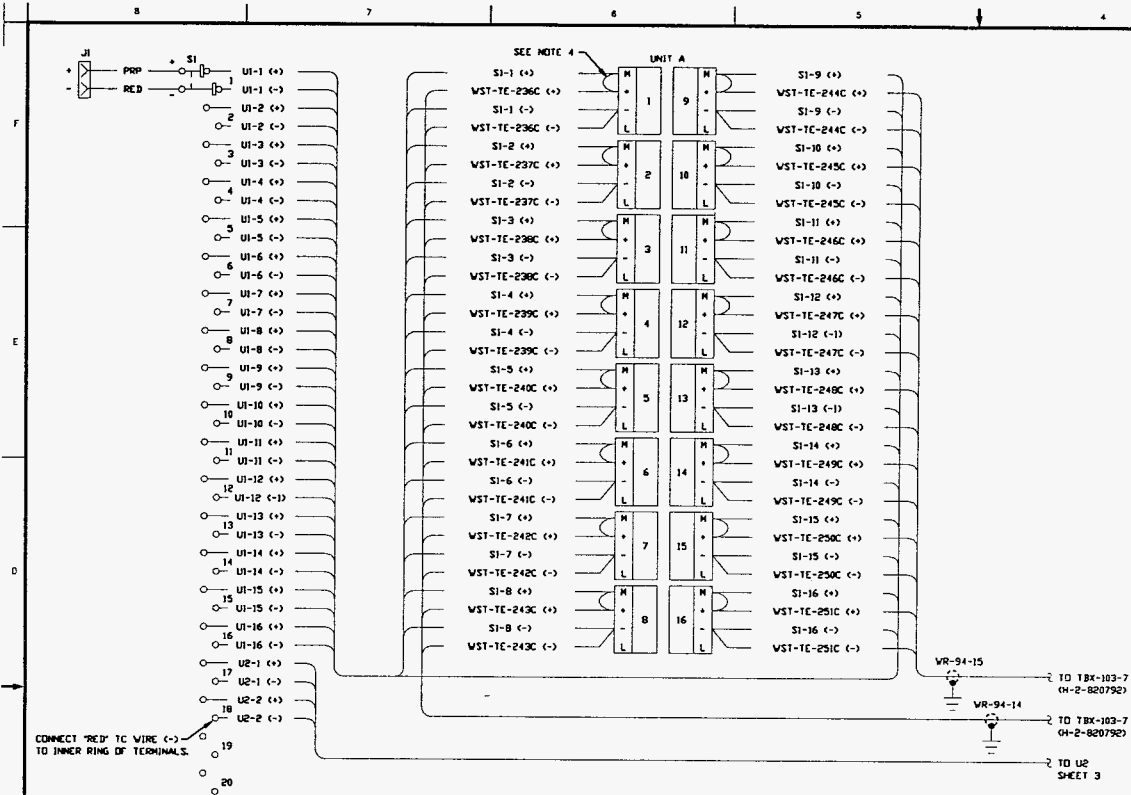 8 7 6 5 4
F
E
D
J1
S1
+ PRP +
- RED -
U1-1 (+)
1 U1-1 (-)
U1-2 (+)
2 U1-2 (-)
U1-3 (+)
3 U1-3 (-)
U1-4 (+)
4 U1-4 (-)
U1-5 (+)
5 U1-5 (-)
U1-6 (+)
6 U1-6 (-)
U1-7 (+)
7 U1-7 (-)
U1-8 (+)
8 U1-8 (-)
U1-9 (+)
9 U1-9 (-)
U1-10 (+)
10 U1-10 (-)
U1-11 (+)
11 U1-11 (-)
U1-12 (+)
12 U1-12 (-1)
U1-13 (+)
13 U1-13 (-)
U1-14 (+)
14 U1-14 (-)
U1-15 (+)
15 U1-15 (-)
U1-16 (+)
16 U1-16 (-)
U2-1 (+)
17 U2-1 (-)
U2-2 (+)
18 U2-2 (-)
19
20
CONNECT "RED" TC WIRE (-)
TO INNER RING OF TERMINALS.
SEE NOTE 4
UNIT A
S1-1 (+)
WST-TE-236C (+)
S1-1 (-)
WST-TE-236C (-)
S1-2 (+)
WST-TE-237C (+)
S1-2 (-)
WST-TE-237C (-)
S1-3 (+)
WST-TE-238C (+)
S1-3 (-)
WST-TE-238C (-)
S1-4 (+)
WST-TE-239C (+)
S1-4 (-)
WST-TE-239C (-)
S1-5 (+)
WST-TE-240C (+)
S1-5 (-)
WST-TE-240C (-)
S1-6 (+)
WST-TE-241C (+)
S1-6 (-)
WST-TE-241C (-)
S1-7 (+)
WST-TE-242C (+)
S1-7 (-)
WST-TE-242C (-)
S1-8 (+)
WST-TE-243C (+)
S1-8 (-)
WST-TE-243C (-)
H + - L 1 9 H + - L
H + - L 2 10 H + - L
H + - L 3 11 H + - L
H + - L 4 12 H + - L
H + - L 5 13 H + - L
H + - L 6 14 H + - L
H + - L 7 15 H + - L
H + - L 8 16 H + - L
S1-9 (+)
WST-TE-244C (+)
S1-9 (-)
WST-TE-244C (-)
S1-10 (+)
WST-TE-245C (+)
S1-10 (-)
WST-TE-245C (-)
S1-11 (+)
WST-TE-246C (+)
S1-11 (-)
WST-TE-246C (-)
S1-12 (+)
WST-TE-247C (+)
S1-12 (-1)
WST-TE-247C (-)
S1-13 (+)
WST-TE-248C (+)
S1-13 (-1)
WST-TE-248C (-)
S1-14 (+)
WST-TE-249C (+)
S1-14 (-)
WST-TE-249C (-)
S1-15 (+)
WST-TE-250C (+)
S1-15 (-)
WST-TE-250C (-)
S1-16 (+)
WST-TE-251C (+)
S1-16 (-)
WST-TE-251C (-)
WR-94-15
TO TBX-103-7
(H-2-820792)
WR-94-14
TO TBX-103-7
(H-2-820792)
TO U2
SHEET 3